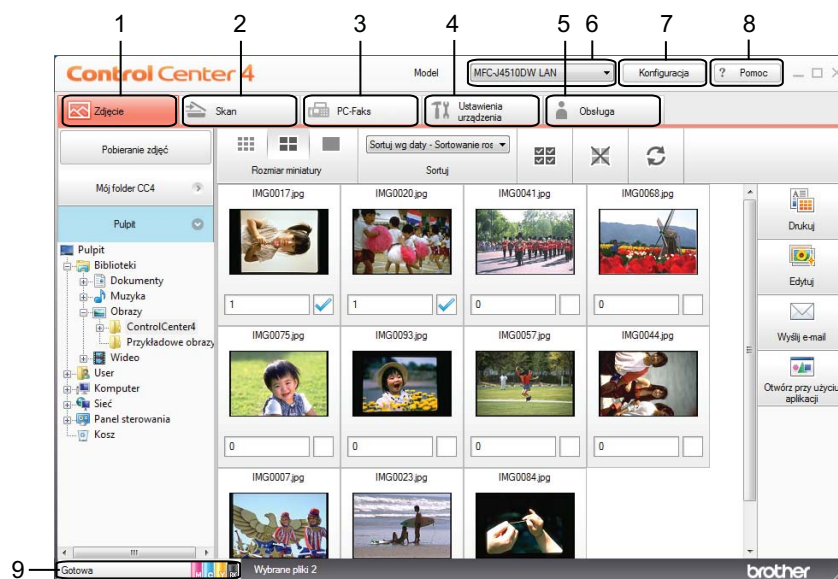 1 2 3 4 5 6 7 8
Control Center 4 Model MFC-J4510DW LAN Konfiguracja ? Pomoc
Zdjęcie Skan PC-Faks Ustawienia urządzenia Obsługa
Pobieranie zdjęć
Mój folder CC4
Pulpit
Rozmiar miniatury
Sortuj wg daty - Sortowanie ros
Sortuj
Pulpit
Biblioteki
Dokumenty
Muzyka
Obrazy
ControlCenter4
Przykładowe obrazy
Wideo
User
Komputer
Sieć
Panel sterowania
Kosz
IMG0017.jpg IMG0020.jpg IMG0041.jpg IMG0068.jpg
1 1 0 0
IMG0075.jpg IMG0093.jpg IMG0057.jpg IMG0044.jpg
0 0 0 0
IMG0007.jpg IMG0023.jpg IMG0084.jpg
Drukuj
Edytuj
Wyślij e-mail
Otwórz przy użyciu
aplikacji
9
Gotowa M C Y BK Wybrane pliki 2 brother